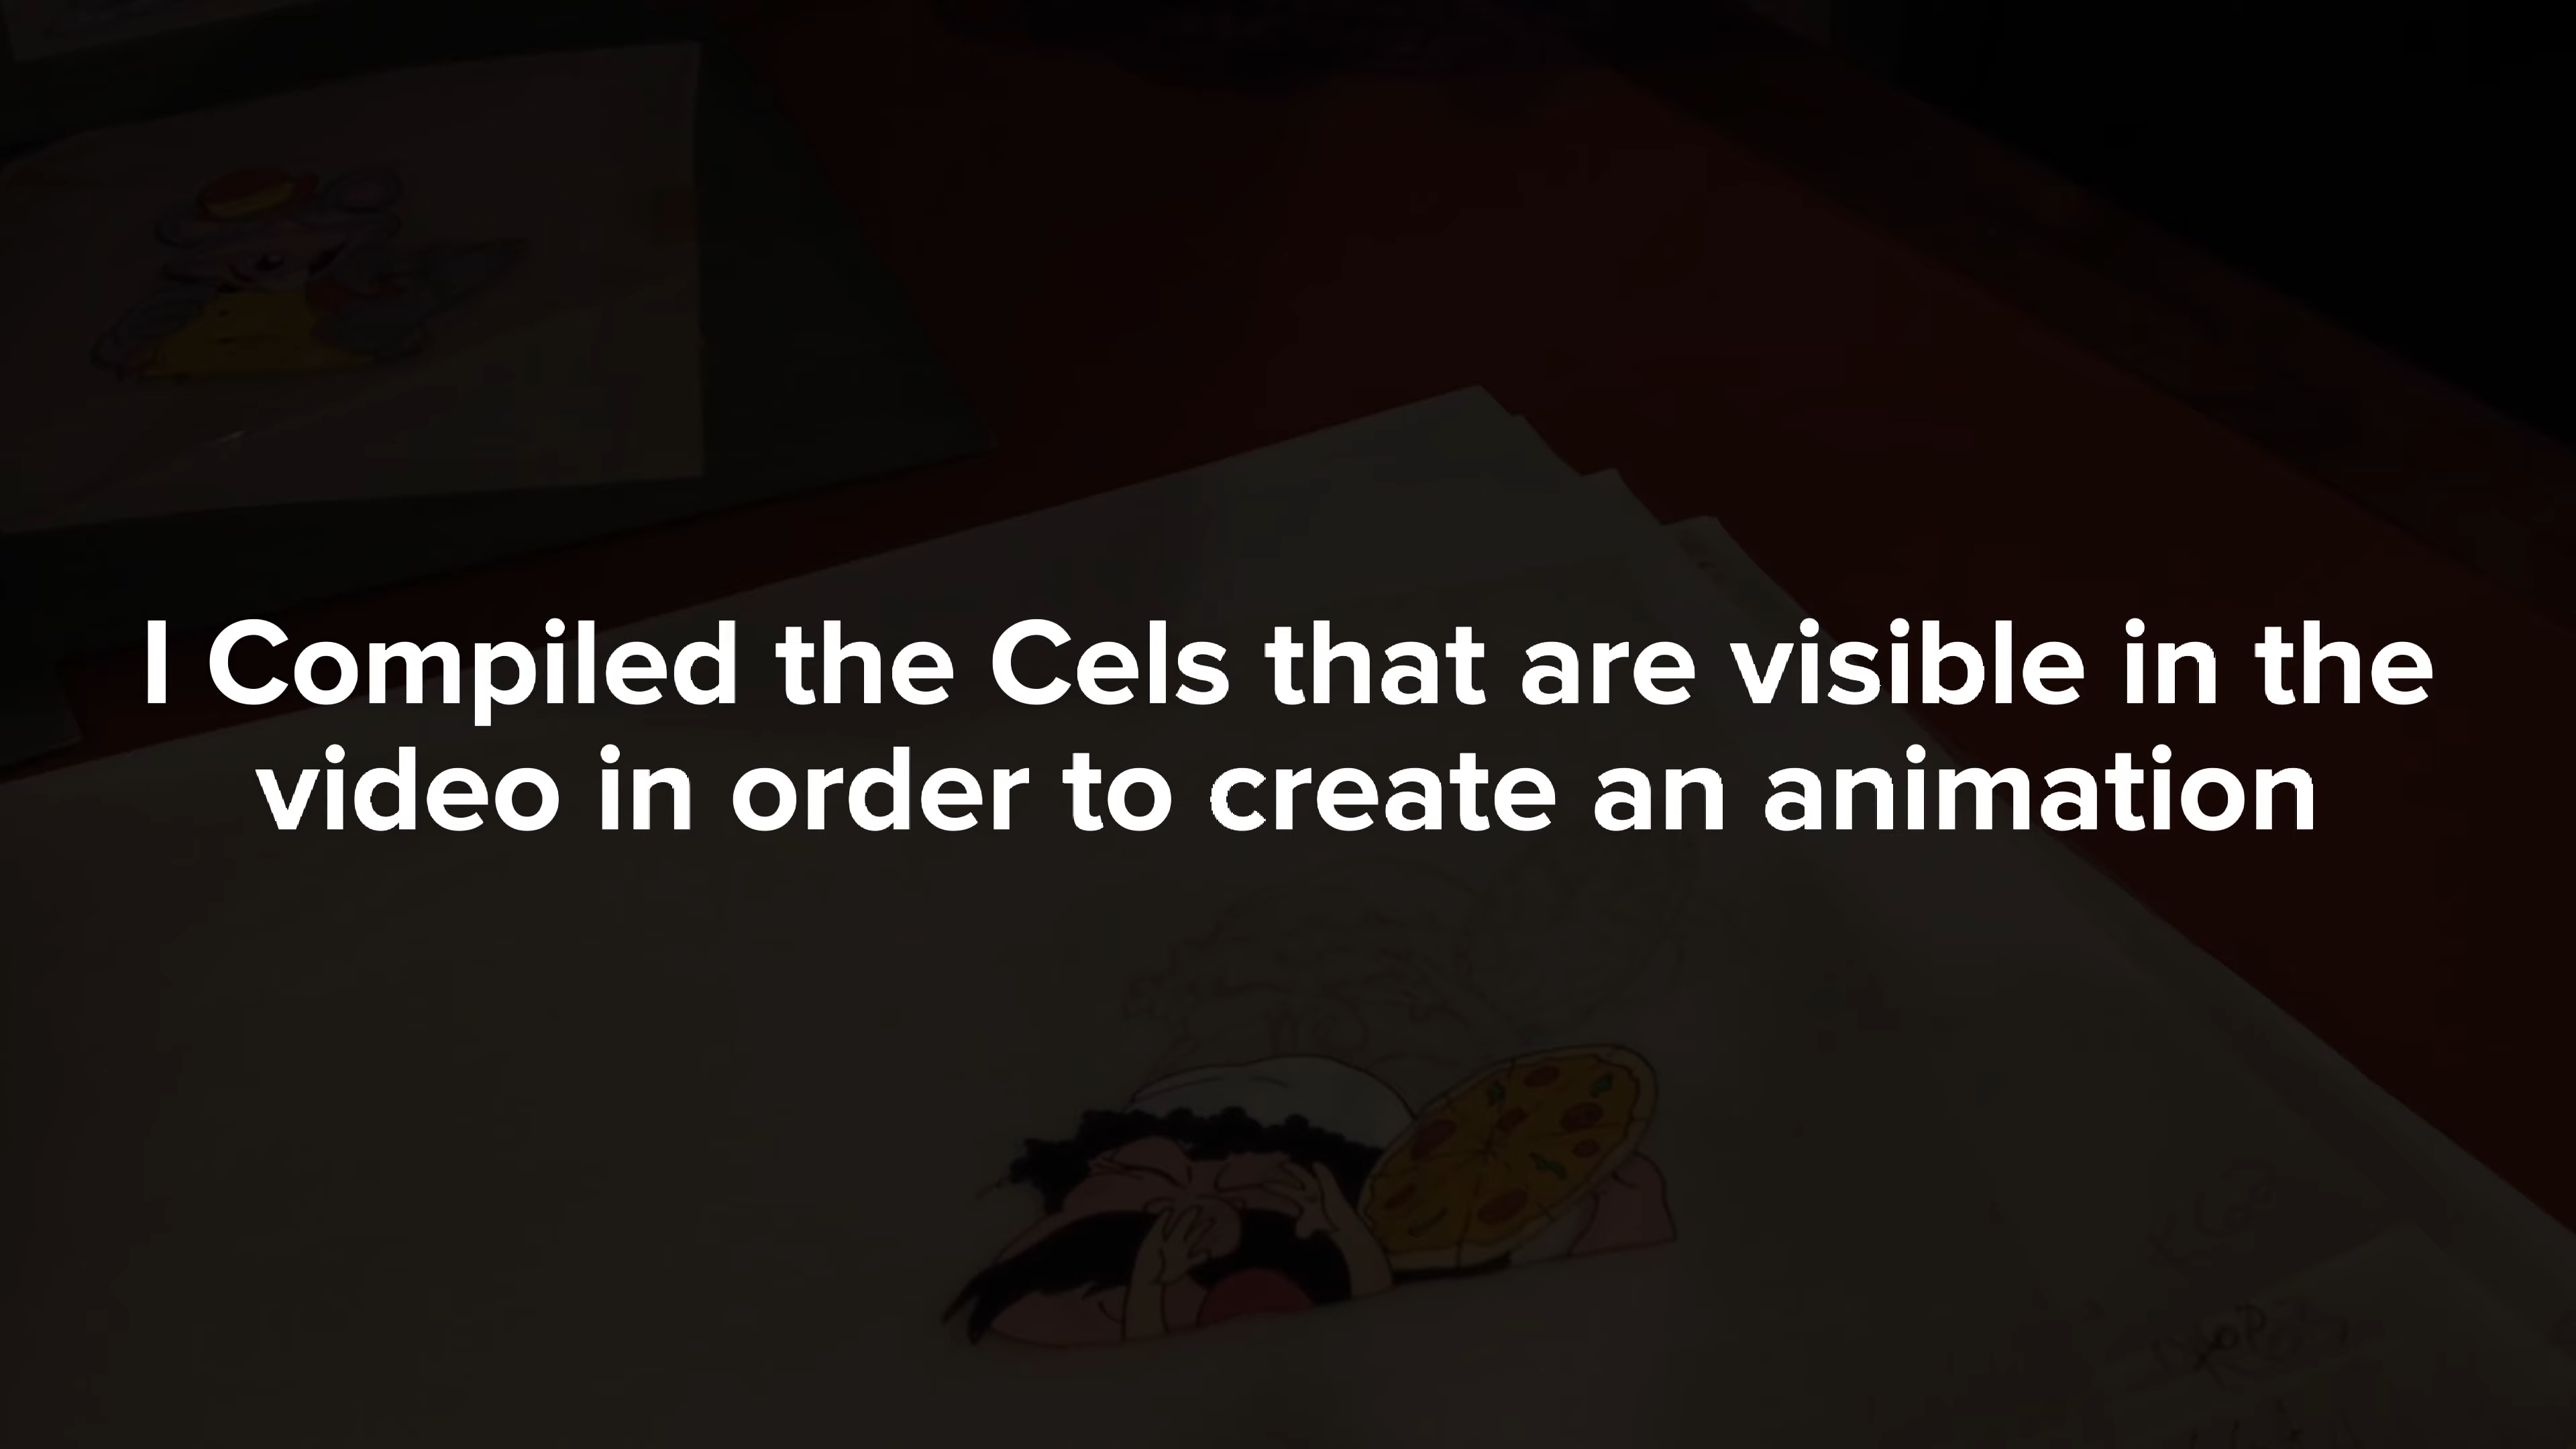 I Compiled the Cels that are visible in the
video in order to create an animation